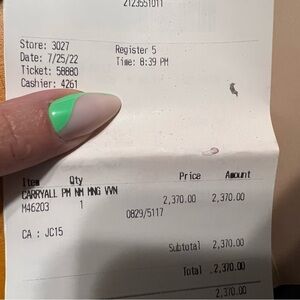 2123551011
Store: 3027 Register 5
Date: 7/25/22 Time: 8:39 PM
Ticket: 58880
Cashier: 4261
Item Qty Price Amount
CARRYALL PM NM MNG VVN
M46203 1 2,370.00 2,370.00
0829/5117
CA : JC15
Subtotal 2,370.00
Total 2,370.00
2,370.00